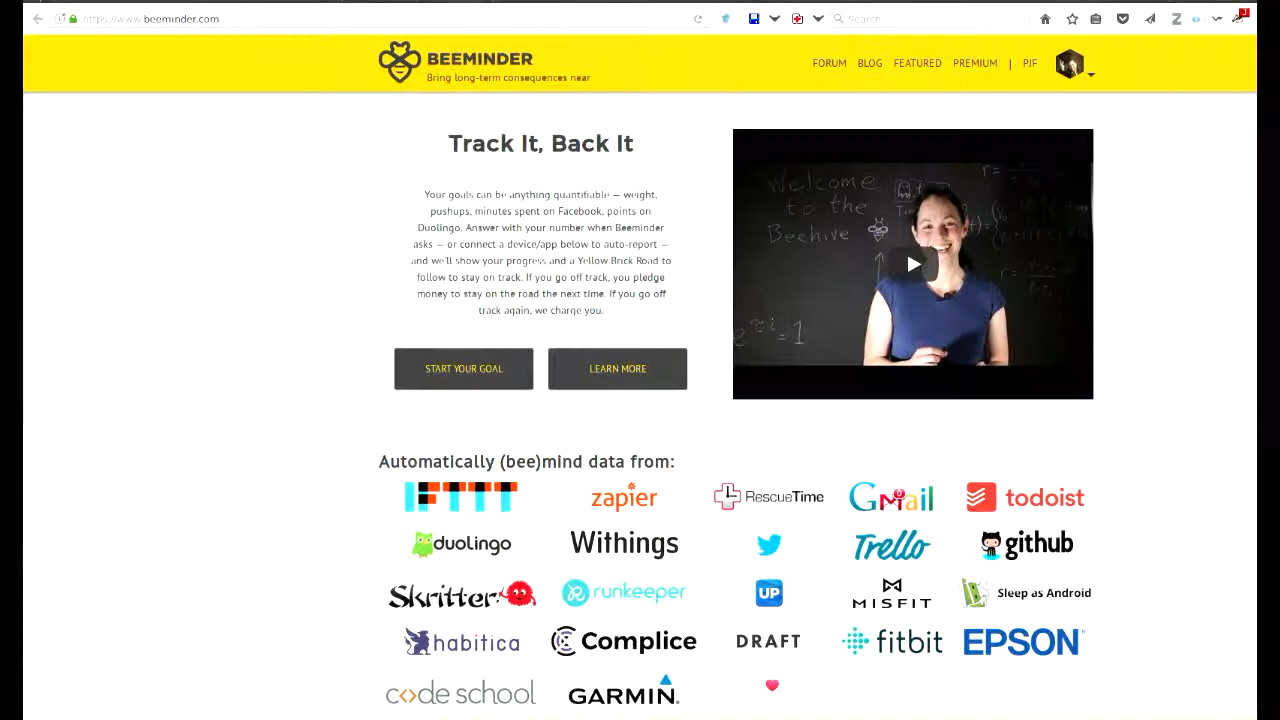 https://www.beeminder.com
Search
BEEMINDER
Bring long-term consequences near
FORUM BLOG FEATURED PREMIUM | PJF
Track It, Back It
Your goals can be anything quantifiable — weight,
pushups, minutes spent on Facebook, points on
Duolingo. Answer with your number when Beeminder
asks — or connect a device/app below to auto-report —
and we'll show your progress and a Yellow Brick Road to
follow to stay on track. If you go off track, you pledge
money to stay on the road the next time. If you go off
track again, we charge you.
START YOUR GOAL LEARN MORE
Welcome
to the
Beehive
Automatically (bee)mind data from:
IFTTT zapier RescueTime Gmail todoist
duolingo Withings Trello github
Skritter runkeeper UP MISFIT Sleep as Android
habitica Complice DRAFT fitbit EPSON
code school GARMIN